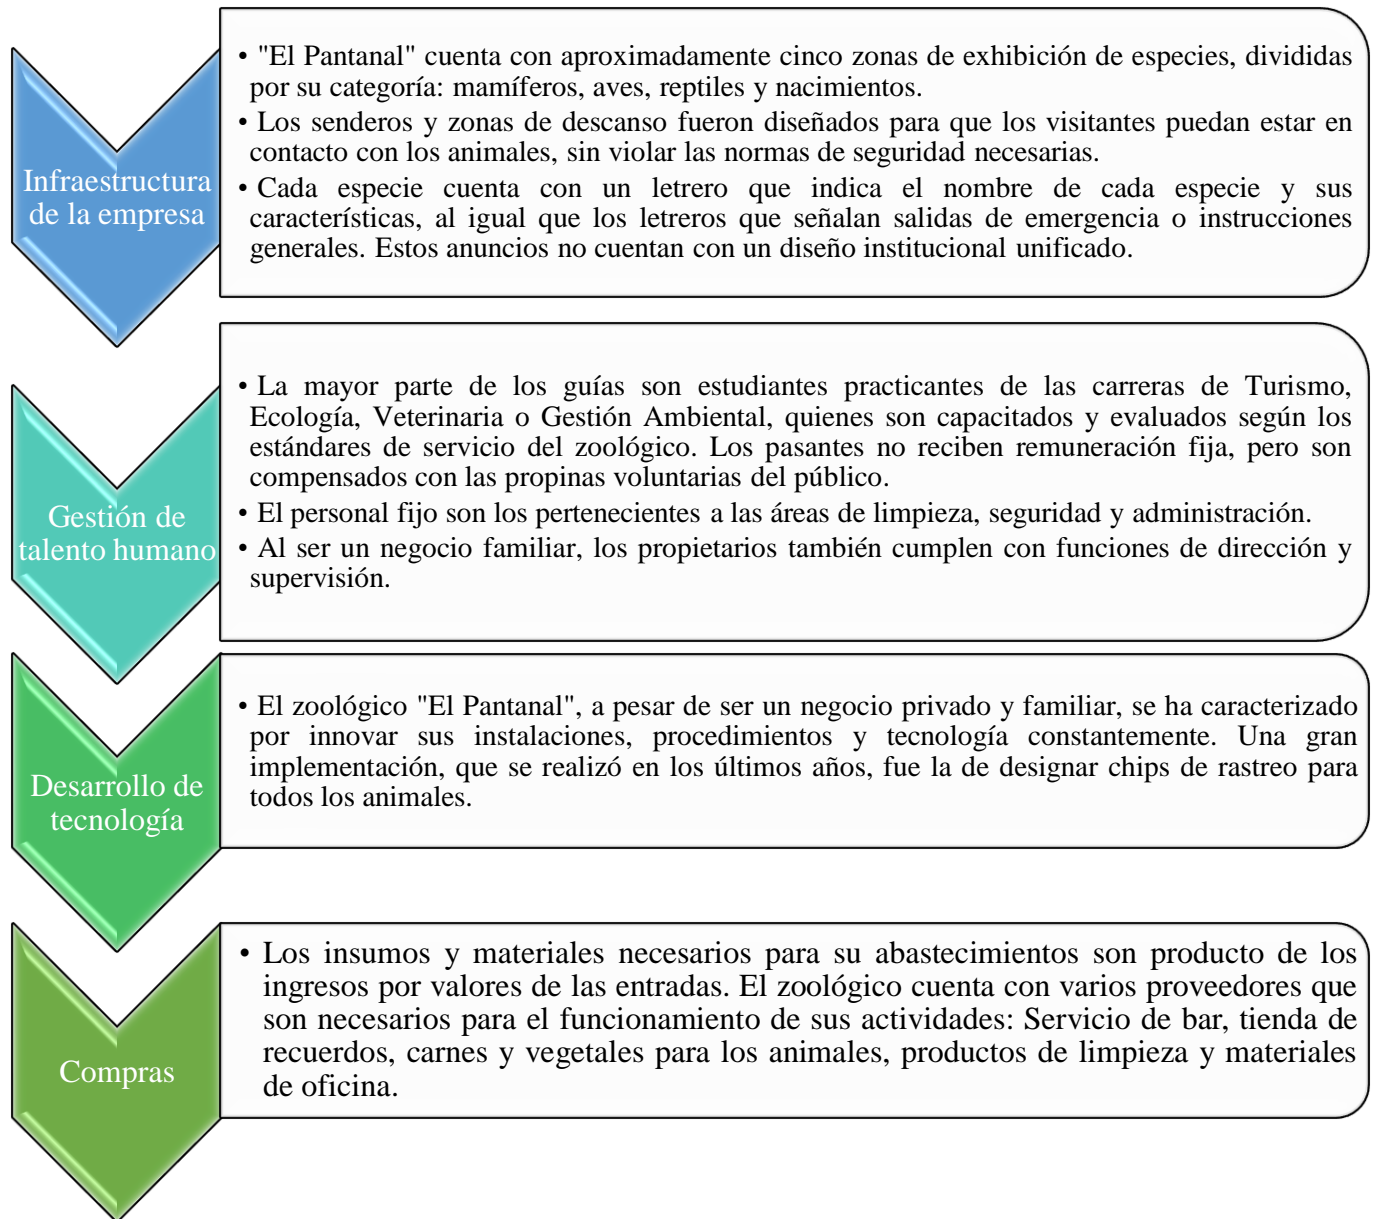 Infraestructura
de la empresa
• "El Pantanal" cuenta con aproximadamente cinco zonas de exhibición de especies, divididas
por su categoría: mamíferos, aves, reptiles y nacimientos.
• Los senderos y zonas de descanso fueron diseñados para que los visitantes puedan estar en
contacto con los animales, sin violar las normas de seguridad necesarias.
• Cada especie cuenta con un letrero que indica el nombre de cada especie y sus
características, al igual que los letreros que señalan salidas de emergencia o instrucciones
generales. Estos anuncios no cuentan con un diseño institucional unificado.
Gestión de
talento humano
• La mayor parte de los guías son estudiantes practicantes de las carreras de Turismo,
Ecología, Veterinaria o Gestión Ambiental, quienes son capacitados y evaluados según los
estándares de servicio del zoológico. Los pasantes no reciben remuneración fija, pero son
compensados con las propinas voluntarias del público.
• El personal fijo son los pertenecientes a las áreas de limpieza, seguridad y administración.
• Al ser un negocio familiar, los propietarios también cumplen con funciones de dirección y
supervisión.
Desarrollo de
tecnología
• El zoológico "El Pantanal", a pesar de ser un negocio privado y familiar, se ha caracterizado
por innovar sus instalaciones, procedimientos y tecnología constantemente. Una gran
implementación, que se realizó en los últimos años, fue la de designar chips de rastreo para
todos los animales.
Compras
• Los insumos y materiales necesarios para su abastecimientos son producto de los
ingresos por valores de las entradas. El zoológico cuenta con varios proveedores que
son necesarios para el funcionamiento de sus actividades: Servicio de bar, tienda de
recuerdos, carnes y vegetales para los animales, productos de limpieza y materiales
de oficina.